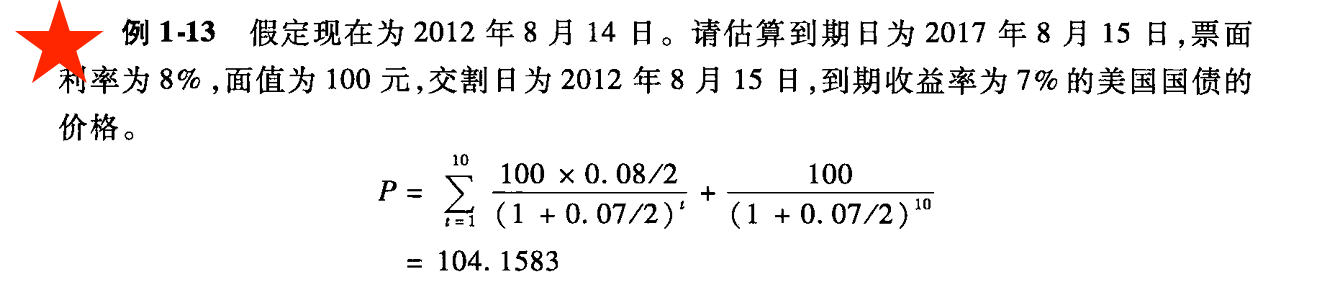 例 1-13 假定现在为 2012 年 8 月 14 日。请估算到期日为 2017 年 8 月 15 日,票面
利率为 8%,面值为 100 元,交割日为 2012 年 8 月 15 日,到期收益率为 7% 的美国国债的
价格。
P = \sum_{t=1}^{10} \frac{100 × 0.08/2}{(1 + 0.07/2)^t} + \frac{100}{(1 + 0.07/2)^{10}}
= 104.1583